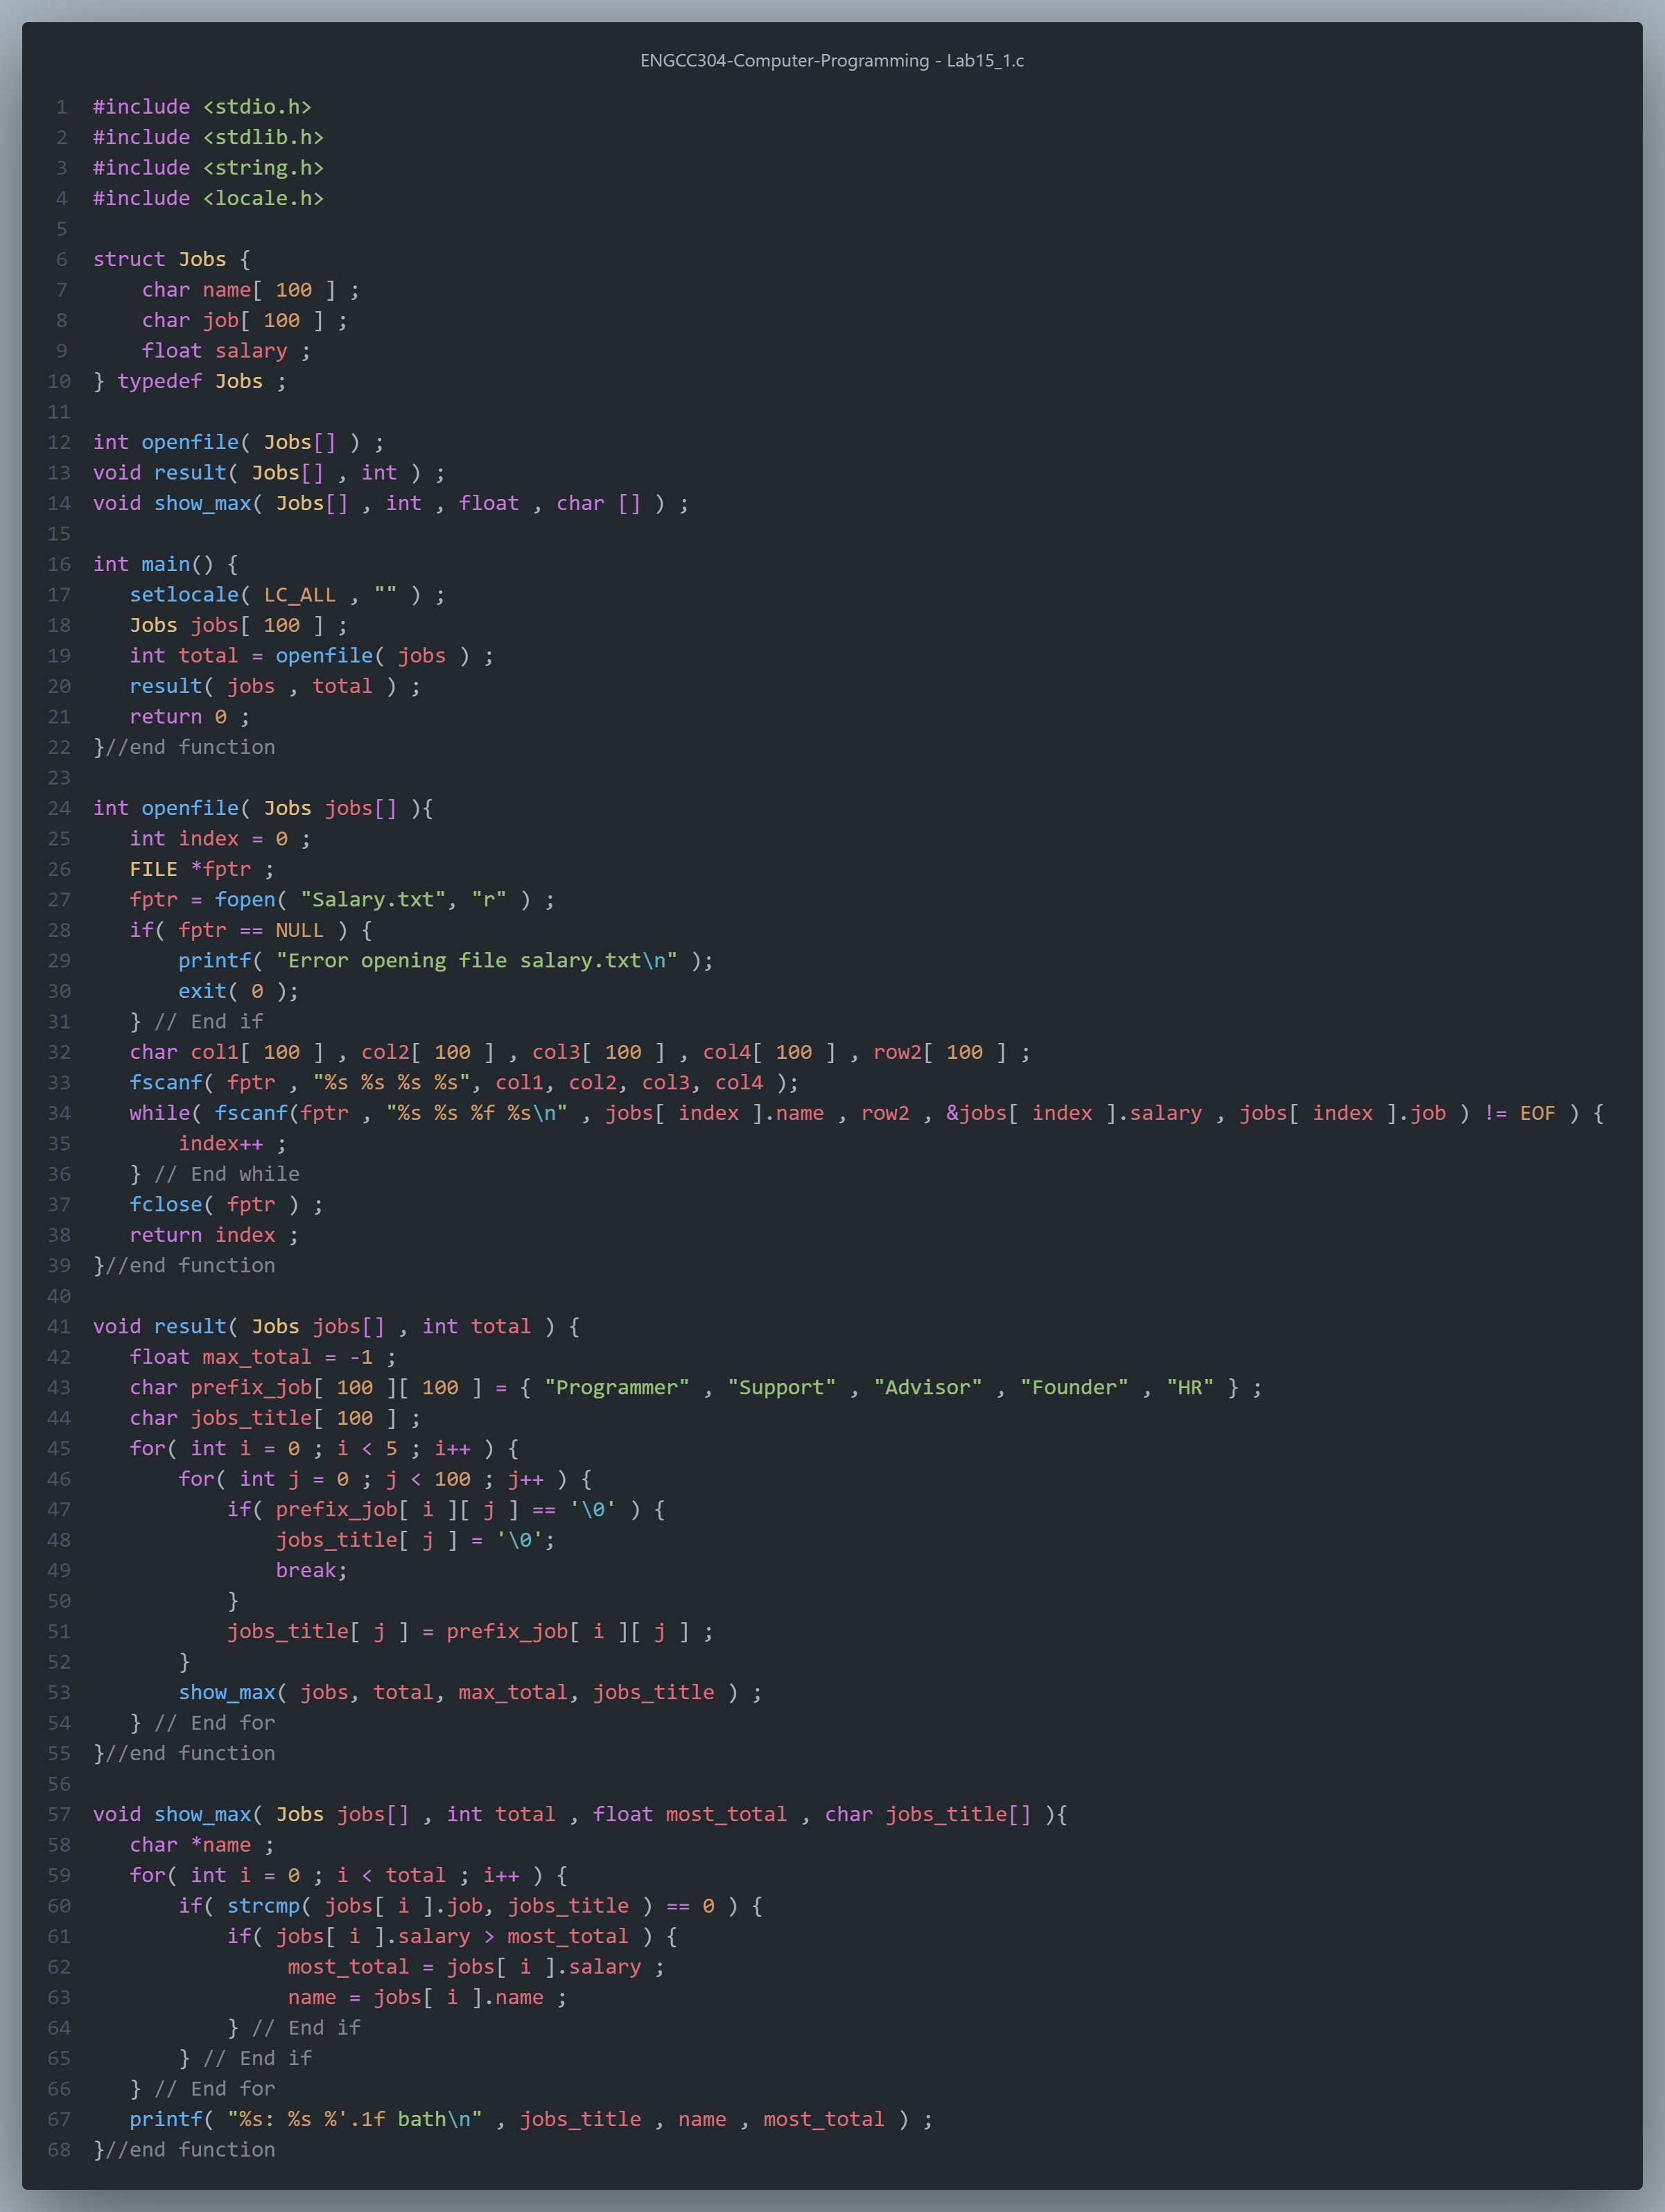 ENGCC304-Computer-Programming - Lab15_1.c
1 #include <stdio.h>
2 #include <stdlib.h>
3 #include <string.h>
4 #include <locale.h>
5
6 struct Jobs {
7     char name[ 100 ] ;
8     char job[ 100 ] ;
9     float salary ;
10 } typedef Jobs ;
11
12 int openfile( Jobs[] ) ;
13 void result( Jobs[] , int ) ;
14 void show_max( Jobs[] , int , float , char [] ) ;
15
16 int main() {
17    setlocale( LC_ALL , "" ) ;
18    Jobs jobs[ 100 ] ;
19    int total = openfile( jobs ) ;
20    result( jobs , total ) ;
21    return 0 ;
22 }//end function
23
24 int openfile( Jobs jobs[] ){
25    int index = 0 ;
26    FILE *fptr ;
27    fptr = fopen( "Salary.txt", "r" ) ;
28    if( fptr == NULL ) {
29        printf( "Error opening file salary.txt\n" );
30        exit( 0 );
31    } // End if
32    char col1[ 100 ] , col2[ 100 ] , col3[ 100 ] , col4[ 100 ] , row2[ 100 ] ;
33    fscanf( fptr , "%s %s %s %s", col1, col2, col3, col4 );
34    while( fscanf(fptr , "%s %s %f %s\n" , jobs[ index ].name , row2 , &jobs[ index ].salary , jobs[ index ].job ) != EOF ) {
35        index++ ;
36    } // End while
37    fclose( fptr ) ;
38    return index ;
39 }//end function
40
41 void result( Jobs jobs[] , int total ) {
42    float max_total = -1 ;
43    char prefix_job[ 100 ][ 100 ] = { "Programmer" , "Support" , "Advisor" , "Founder" , "HR" } ;
44    char jobs_title[ 100 ] ;
45    for( int i = 0 ; i < 5 ; i++ ) {
46        for( int j = 0 ; j < 100 ; j++ ) {
47            if( prefix_job[ i ][ j ] == '\0' ) {
48                jobs_title[ j ] = '\0';
49                break;
50            }
51            jobs_title[ j ] = prefix_job[ i ][ j ] ;
52        }
53        show_max( jobs, total, max_total, jobs_title ) ;
54    } // End for
55 }//end function
56
57 void show_max( Jobs jobs[] , int total , float most_total , char jobs_title[] ){
58    char *name ;
59    for( int i = 0 ; i < total ; i++ ) {
60        if( strcmp( jobs[ i ].job, jobs_title ) == 0 ) {
61            if( jobs[ i ].salary > most_total ) {
62                 most_total = jobs[ i ].salary ;
63                 name = jobs[ i ].name ;
64            } // End if
65        } // End if
66    } // End for
67    printf( "%s: %s %'.1f bath\n" , jobs_title , name , most_total ) ;
68 }//end function